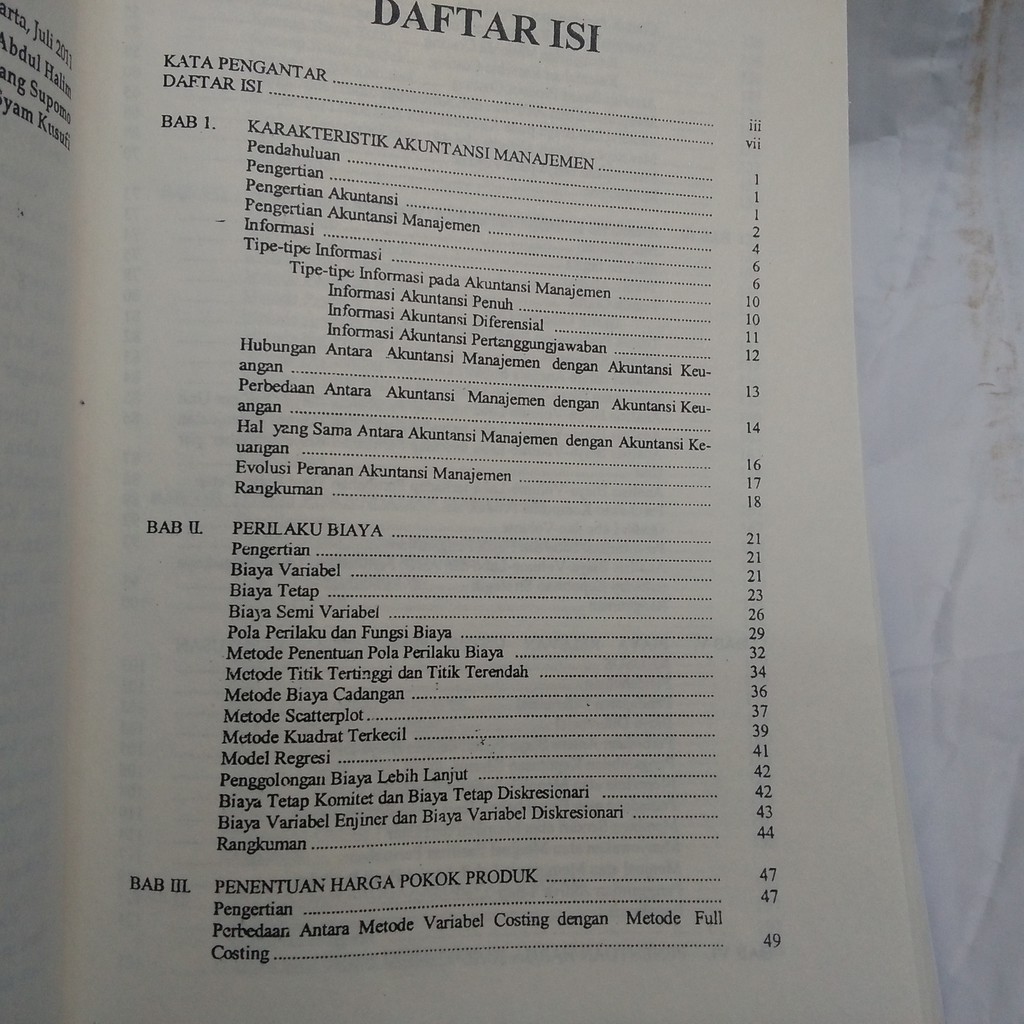 arta, Juli 2011
Abdul Halim
ang Supomo
Syam Kusufi
DAFTAR ISI
KATA PENGANTAR ........ iii
DAFTAR ISI ........ vii
BAB 1. KARAKTERISTIK AKUNTANSI MANAJEMEN ........ 1
Pendahuluan ........ 1
Pengertian ........ 1
Pengertian Akuntansi ........ 2
Pengertian Akuntansi Manajemen ........ 4
Informasi ........ 6
Tipe-tipe Informasi ........ 6
Tipe-tipe Informasi pada Akuntansi Manajemen ........ 10
Informasi Akuntansi Penuh ........ 10
Informasi Akuntansi Diferensial ........ 11
Informasi Akuntansi Pertanggungjawaban ........ 12
Hubungan Antara Akuntansi Manajemen dengan Akuntansi Keu-
angan ........ 13
Perbedaan Antara Akuntansi Manajemen dengan Akuntansi Keu-
angan ........ 14
Hal yang Sama Antara Akuntansi Manajemen dengan Akuntansi Ke-
uangan ........ 16
Evolusi Peranan Akuntansi Manajemen ........ 17
Rangkuman ........ 18
BAB II. PERILAKU BIAYA ........ 21
Pengertian ........ 21
Biaya Variabel ........ 21
Biaya Tetap ........ 23
Biaya Semi Variabel ........ 26
Pola Perilaku dan Fungsi Biaya ........ 29
Metode Penentuan Pola Perilaku Biaya ........ 32
Metode Titik Tertinggi dan Titik Terendah ........ 34
Metode Biaya Cadangan ........ 36
Metode Scatterplot ........ 37
Metode Kuadrat Terkecil ........ 39
Model Regresi ........ 41
Penggolongan Biaya Lebih Lanjut ........ 42
Biaya Tetap Komitet dan Biaya Tetap Diskresionari ........ 42
Biaya Variabel Enjiner dan Biaya Variabel Diskresionari ........ 43
Rangkuman ........ 44
BAB III. PENENTUAN HARGA POKOK PRODUK ........ 47
Pengertian ........ 47
Perbedaan Antara Metode Variabel Costing dengan Metode Full
Costing ........ 49